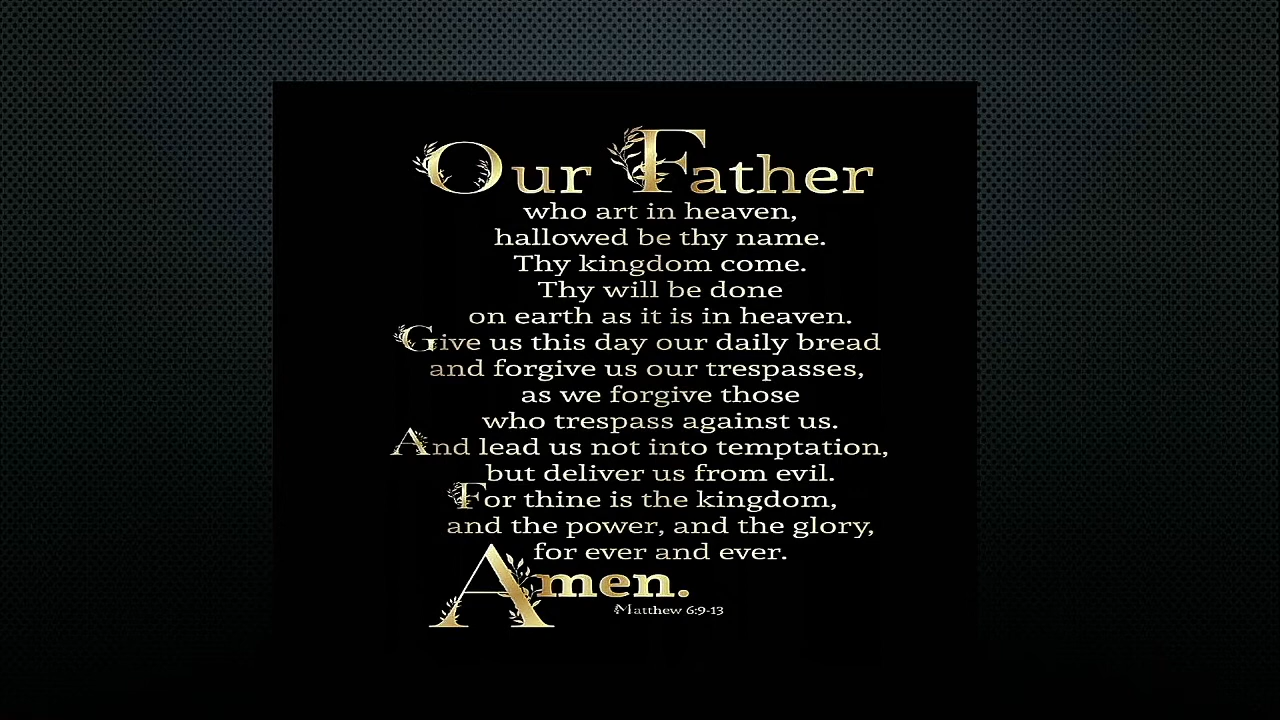 Our Father
who art in heaven,
hallowed be thy name.
Thy kingdom come.
Thy will be done
on earth as it is in heaven.
Give us this day our daily bread
and forgive us our trespasses,
as we forgive those
who trespass against us.
And lead us not into temptation,
but deliver us from evil.
For thine is the kingdom,
and the power, and the glory,
for ever and ever.
Amen.
Matthew 6:9-13